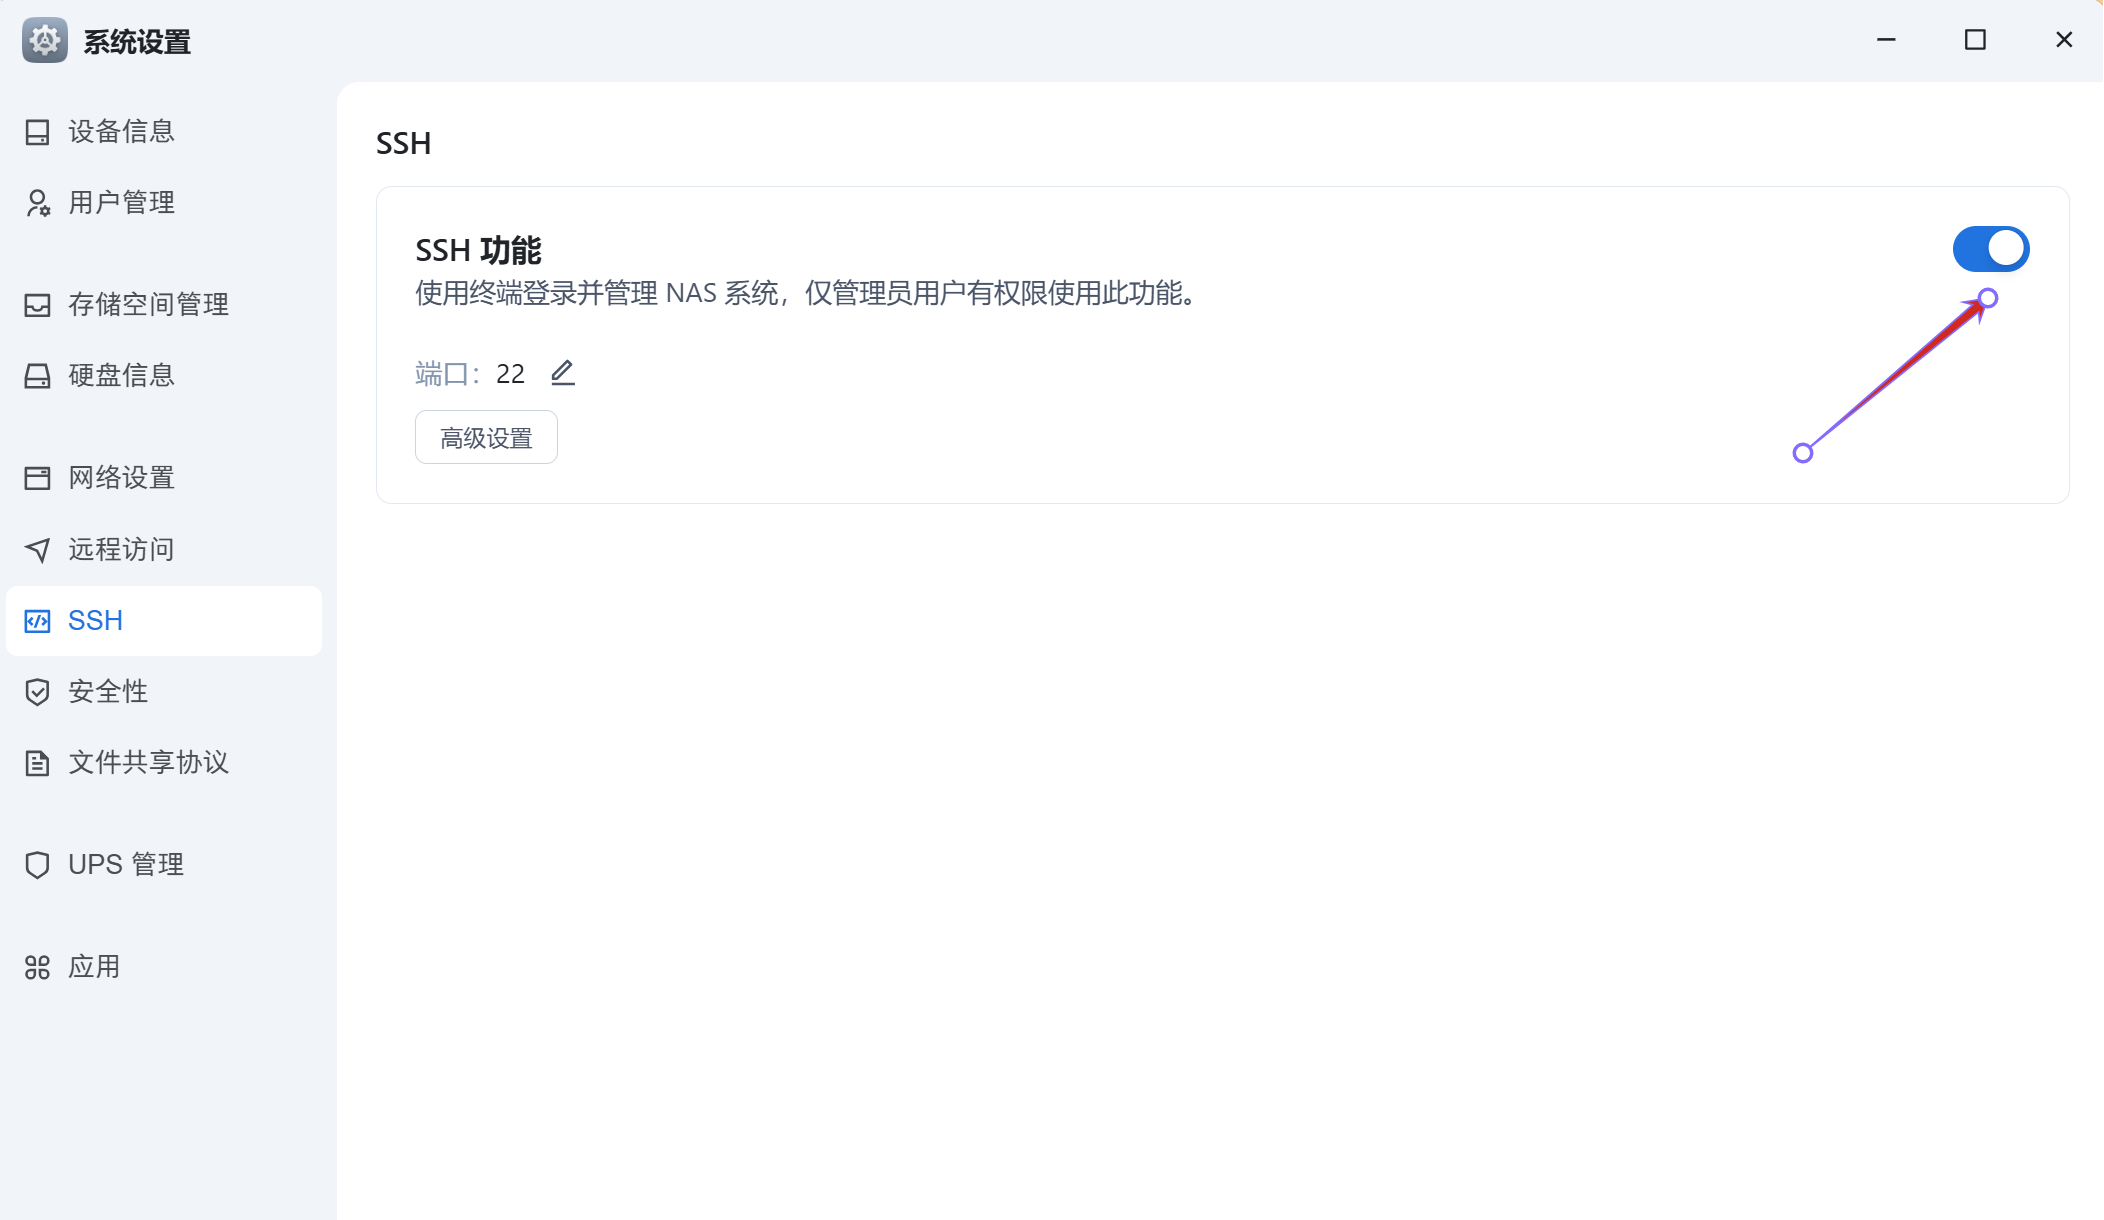 系统设置
设备信息
用户管理
存储空间管理
硬盘信息
网络设置
远程访问
SSH
安全性
文件共享协议
UPS 管理
应用
SSH
SSH 功能
使用终端登录并管理 NAS 系统，仅管理员用户有权限使用此功能。
端口： 22
高级设置